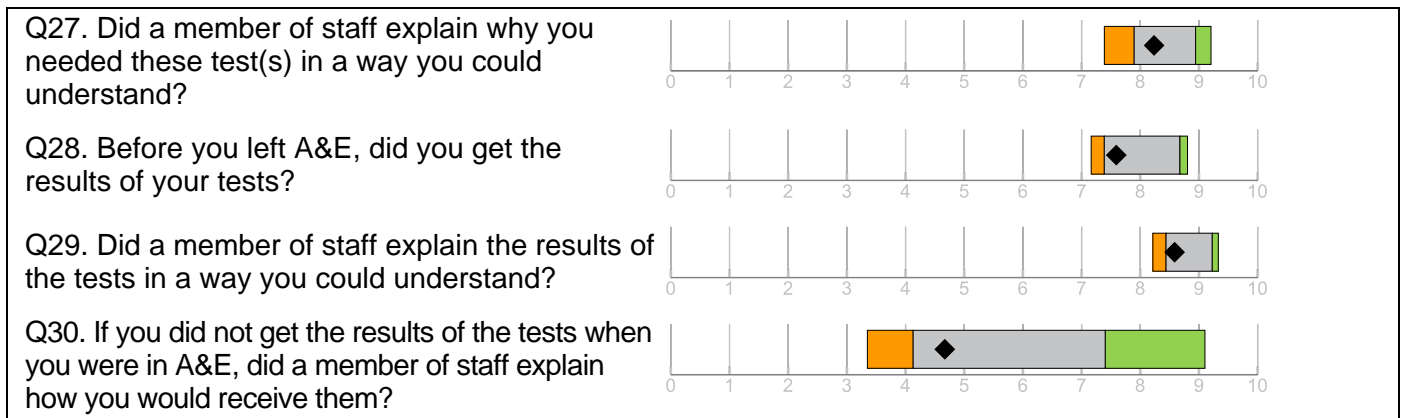 Q27. Did a member of staff explain why you
needed these test(s) in a way you could
understand?
0 1 2 3 4 5 6 7 8 9 10
Q28. Before you left A&E, did you get the
results of your tests?
0 1 2 3 4 5 6 7 8 9 10
Q29. Did a member of staff explain the results of
the tests in a way you could understand?
0 1 2 3 4 5 6 7 8 9 10
Q30. If you did not get the results of the tests when
you were in A&E, did a member of staff explain
how you would receive them?
0 1 2 3 4 5 6 7 8 9 10